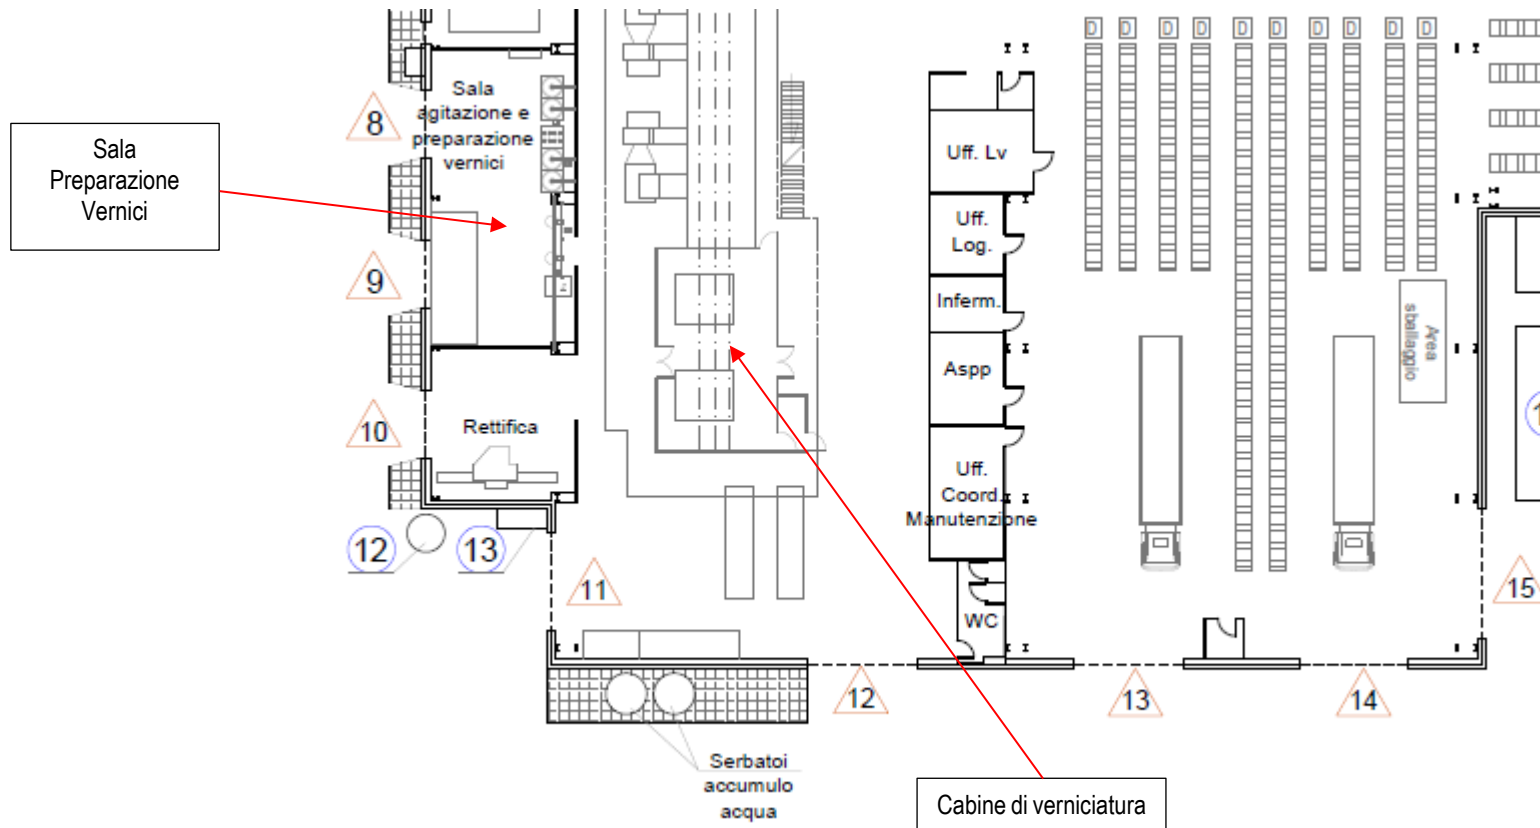 D D D D D D D D D D
Sala
agitazione e
preparazione
vernici
8
Sala
Preparazione
Vernici
Uff. Lv
Uff.
Log.
9
Inferm.
Area
sballaggio
Aspp
10
Rettifica
Uff.
Coord.
Manutenzione
12
13
11
15
WC
12
13
14
Serbatoi
accumulo
acqua
Cabine di verniciatura